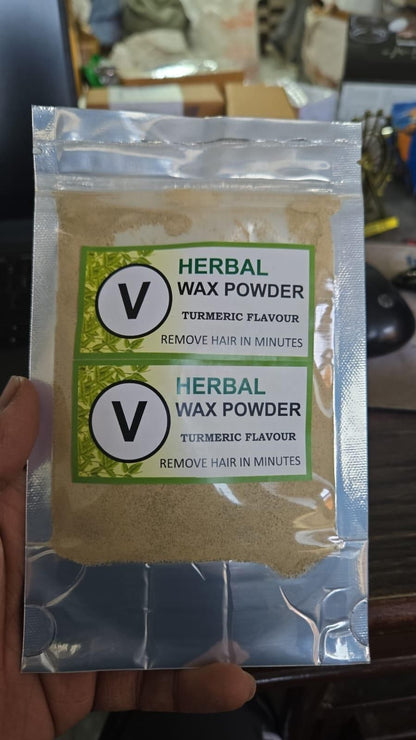 V
HERBAL
WAX POWDER
TURMERIC FLAVOUR
REMOVE HAIR IN MINUTES
V
HERBAL
WAX POWDER
TURMERIC FLAVOUR
REMOVE HAIR IN MINUTES